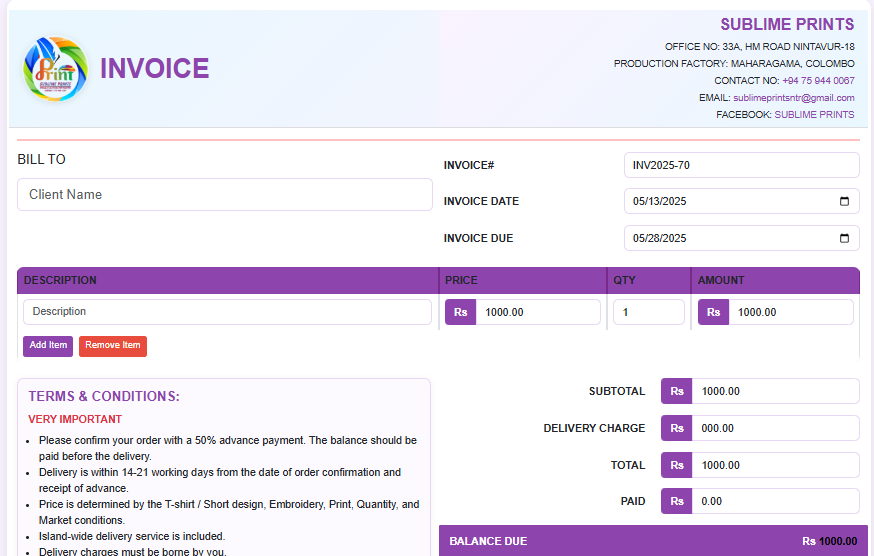 SUBLIME PRINTS
OFFICE NO: 33A, HM ROAD NINTAVUR-18
PRODUCTION FACTORY: MAHARAGAMA, COLOMBO
CONTACT NO: +94 75 944 0067
EMAIL: sublimeprintsntr@gmail.com
FACEBOOK: SUBLIME PRINTS
Print
INVOICE
BILL TO
Client Name
INVOICE# INV2025-70
INVOICE DATE 05/13/2025
INVOICE DUE 05/28/2025
DESCRIPTION PRICE QTY AMOUNT
Description Rs 1000.00 1 Rs 1000.00
Add Item Remove Item
TERMS & CONDITIONS:
VERY IMPORTANT
• Please confirm your order with a 50% advance payment. The balance should be
paid before the delivery.
• Delivery is within 14-21 working days from the date of order confirmation and
receipt of advance.
• Price is determined by the T-shirt / Short design, Embroidery, Print, Quantity, and
Market conditions.
• Island-wide delivery service is included.
• Delivery charges must be borne by you.
SUBTOTAL Rs 1000.00
DELIVERY CHARGE Rs 000.00
TOTAL Rs 1000.00
PAID Rs 0.00
BALANCE DUE Rs 1000.00